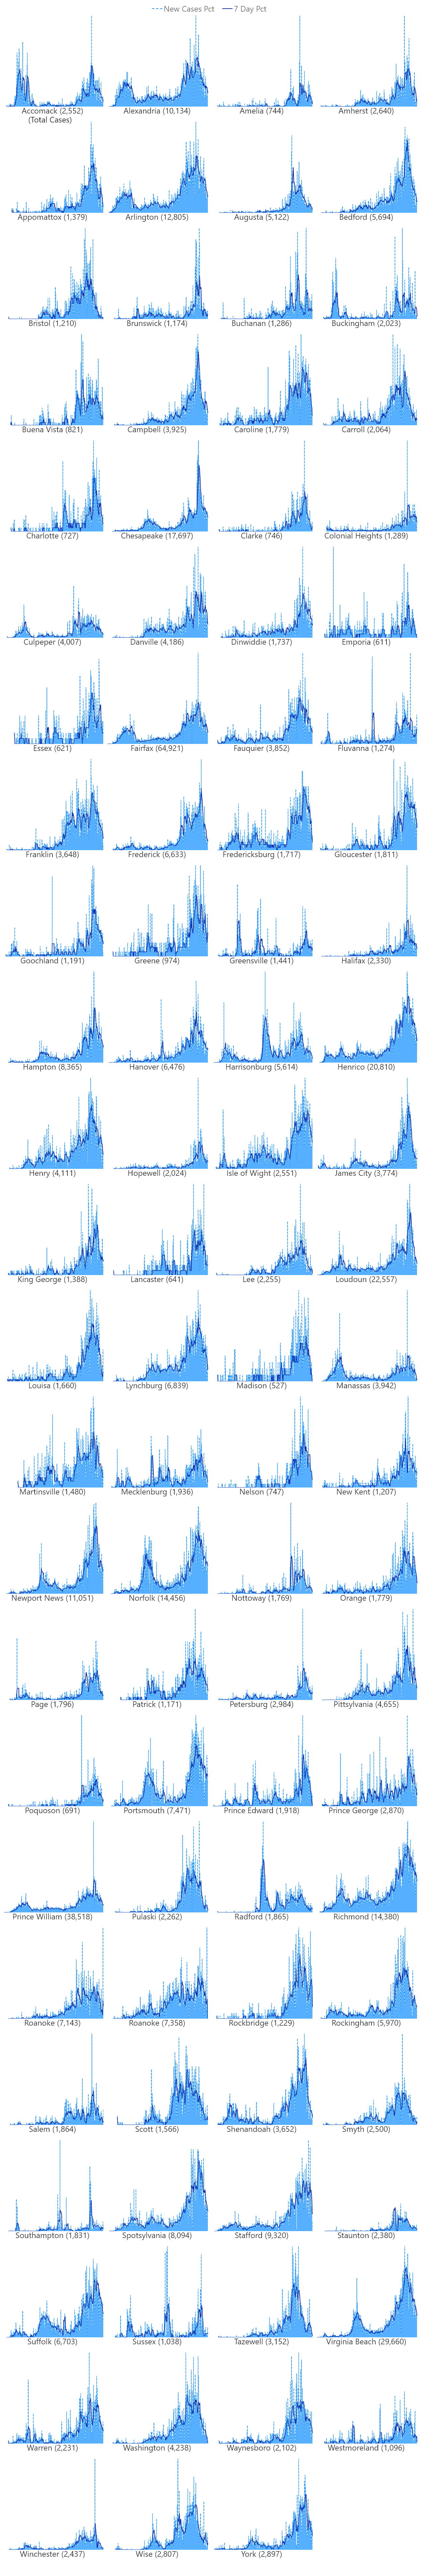 New Cases Pct 7 Day Pct
Accomack (2,552) Alexandria (10,134) Amelia (744) Amherst (2,640)
(Total Cases)
Appomattox (1,379) Arlington (12,805) Augusta (5,122) Bedford (5,694)
Bristol (1,210) Brunswick (1,174) Buchanan (1,286) Buckingham (2,023)
Buena Vista (821) Campbell (3,925) Caroline (1,779) Carroll (2,064)
Charlotte (727) Chesapeake (17,697) Clarke (746) Colonial Heights (1,289)
Culpeper (4,007) Danville (4,186) Dinwiddie (1,737) Emporia (611)
Essex (621) Fairfax (64,921) Fauquier (3,852) Fluvanna (1,274)
Franklin (3,648) Frederick (6,633) Fredericksburg (1,717) Gloucester (1,811)
Goochland (1,191) Greene (974) Greensville (1,441) Halifax (2,330)
Hampton (8,365) Hanover (6,476) Harrisonburg (5,614) Henrico (20,810)
Henry (4,111) Hopewell (2,024) Isle of Wight (2,551) James City (3,774)
King George (1,388) Lancaster (641) Lee (2,255) Loudoun (22,557)
Louisa (1,660) Lynchburg (6,839) Madison (527) Manassas (3,942)
Martinsville (1,480) Mecklenburg (1,936) Nelson (747) New Kent (1,207)
Newport News (11,051) Norfolk (14,456) Nottoway (1,769) Orange (1,779)
Page (1,796) Patrick (1,171) Petersburg (2,984) Pittsylvania (4,655)
Poquoson (691) Portsmouth (7,471) Prince Edward (1,918) Prince George (2,870)
Prince William (38,518) Pulaski (2,262) Radford (1,865) Richmond (14,380)
Roanoke (7,143) Roanoke (7,358) Rockbridge (1,229) Rockingham (5,970)
Salem (1,864) Scott (1,566) Shenandoah (3,652) Smyth (2,500)
Southampton (1,831) Spotsylvania (8,094) Stafford (9,320) Staunton (2,380)
Suffolk (6,703) Sussex (1,038) Tazewell (3,152) Virginia Beach (29,660)
Warren (2,231) Washington (4,238) Waynesboro (2,102) Westmoreland (1,096)
Winchester (2,437) Wise (2,807) York (2,897)